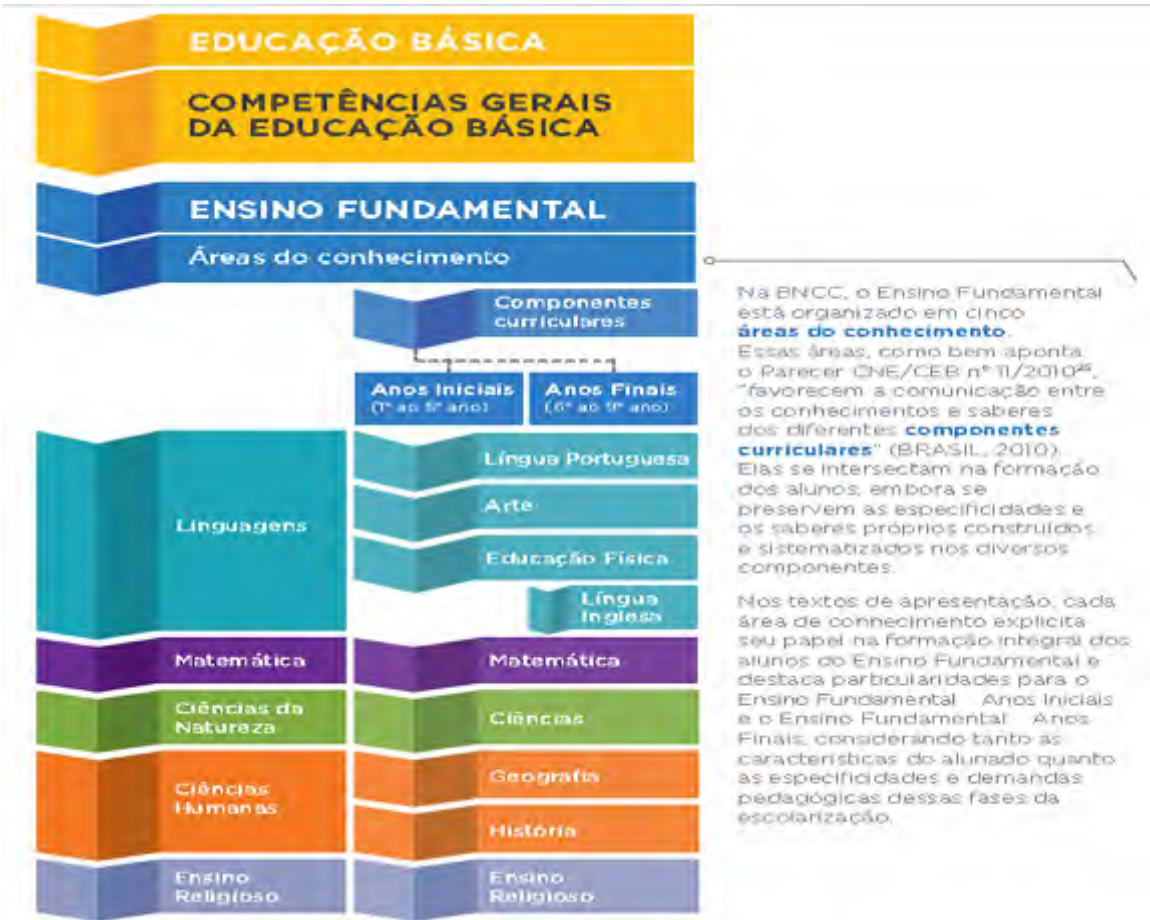 EDUCAÇÃO BÁSICA
COMPETÊNCIAS GERAIS
DA EDUCAÇÃO BÁSICA
ENSINO FUNDAMENTAL
Áreas do conhecimento
Componentes
curriculares
Anos Iniciais
(1º ao 5º ano)
Anos Finais
(6º ao 9º ano)
Linguagens
Língua Portuguesa
Arte
Educação Física
Língua
Inglesa
Matemática
Matemática
Ciências da
Natureza
Ciências
Ciências
Humanas
Geografia
História
Ensino
Religioso
Ensino
Religioso
Na BNCC, o Ensino Fundamental
está organizado em cinco
áreas do conhecimento.
Essas áreas, como bem aponta
o Parecer CNE/CEB nº 11/2010²⁵,
"favorecem a comunicação entre
os conhecimentos e saberes
dos diferentes componentes
curriculares" (BRASIL, 2010).
Elas se intersectam na formação
dos alunos, embora se
preservem as especificidades e
os saberes próprios construídos
e sistematizados nos diversos
componentes.
Nos textos de apresentação, cada
área de conhecimento explicita
seu papel na formação integral dos
alunos do Ensino Fundamental e
destaca particularidades para o
Ensino Fundamental Anos Iniciais
e o Ensino Fundamental Anos
Finais, considerando tanto as
características do alunado quanto
as especificidades e demandas
pedagógicas dessas fases da
escolarização.